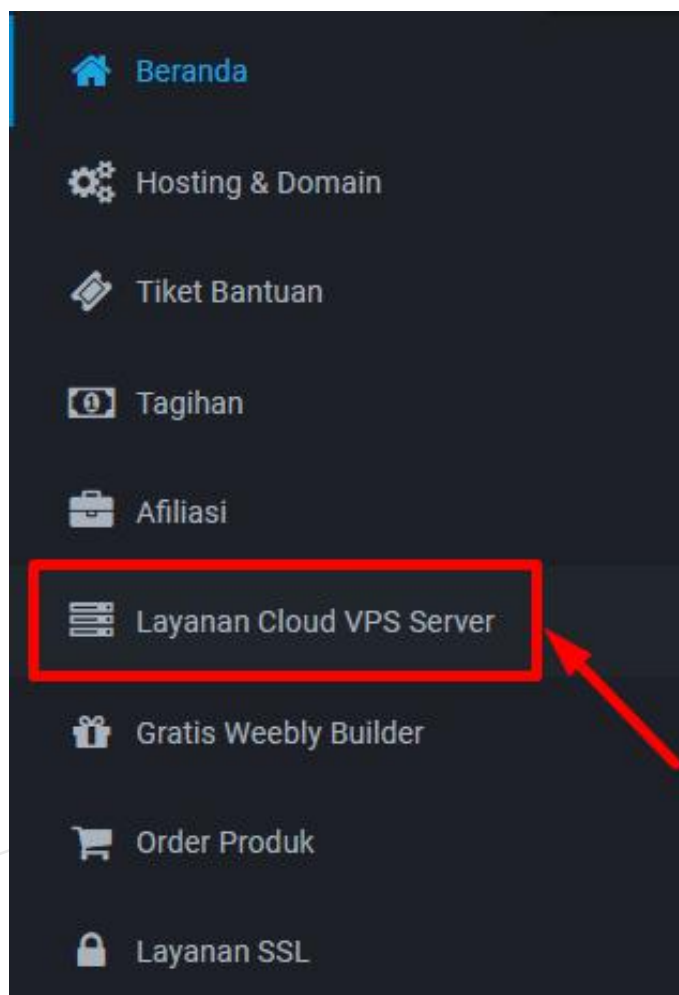 Beranda
Hosting & Domain
Tiket Bantuan
Tagihan
Afiliasi
Layanan Cloud VPS Server
Gratis Weebly Builder
Order Produk
Layanan SSL